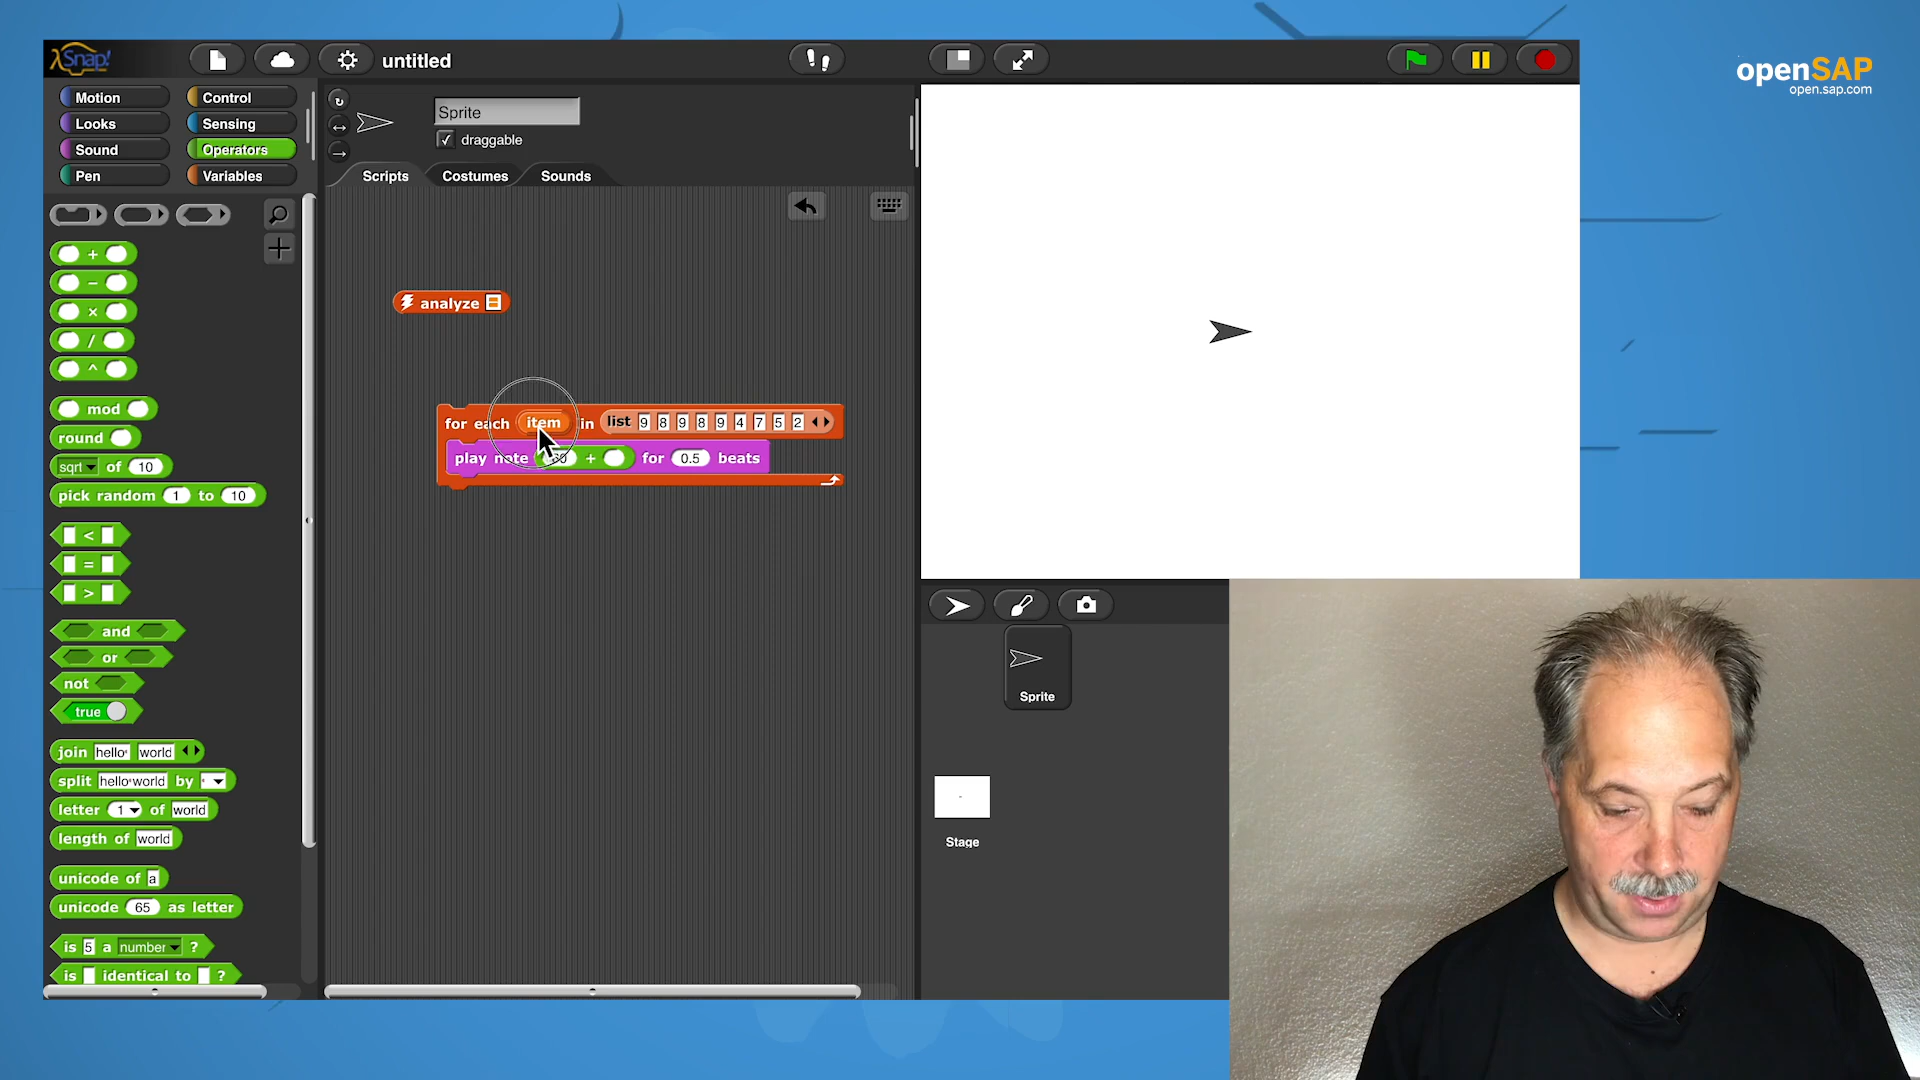 openSAP
open.sap.com
Snap!
untitled
Motion
Control
Looks
Sensing
Sound
Operators
Pen
Variables
Sprite
draggable
Scripts
Costumes
Sounds
+
−
×
/
^
mod
round
sqrt of 10
pick random 1 to 10
<
=
>
and
or
not
true
join hello world
split hello world by
letter 1 of world
length of world
unicode of a
unicode 65 as letter
is 5 a number ?
is identical to ?
analyze
for each item in list 9 8 9 8 9 4 7 5 2
play note + for 0.5 beats
Sprite
Stage